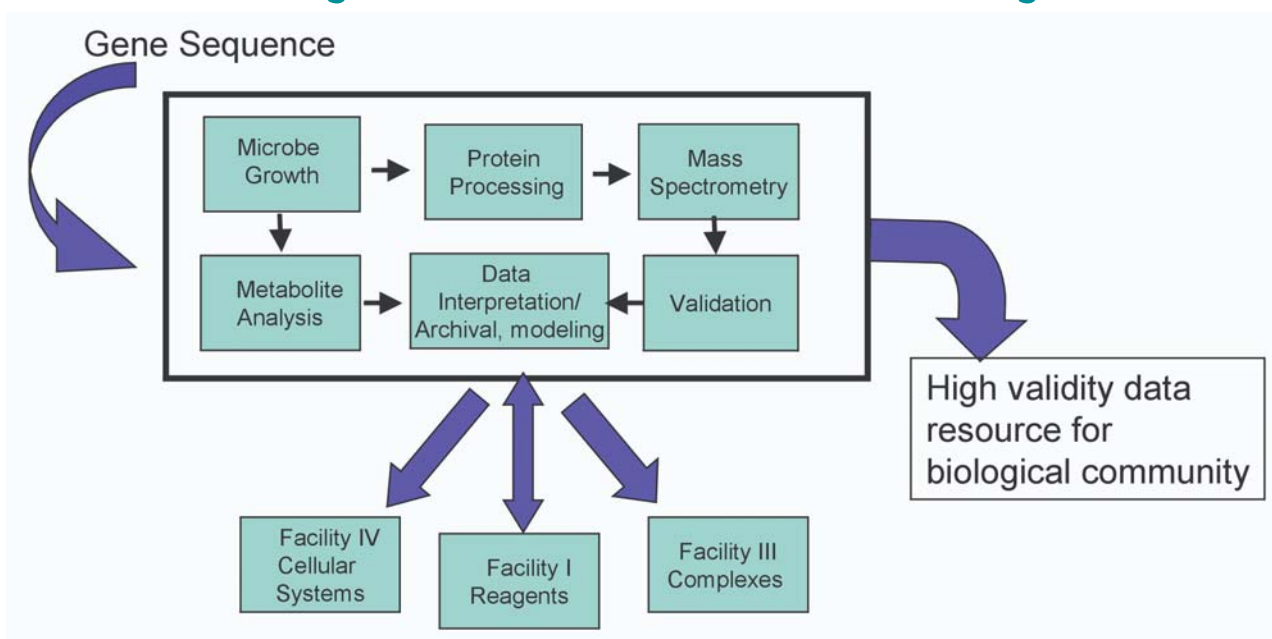 Gene Sequence
Microbe
Growth
Protein
Processing
Mass
Spectrometry
Metabolite
Analysis
Data
Interpretation/
Archival, modeling
Validation
High validity data
resource for
biological community
Facility IV
Cellular
Systems
Facility I
Reagents
Facility III
Complexes